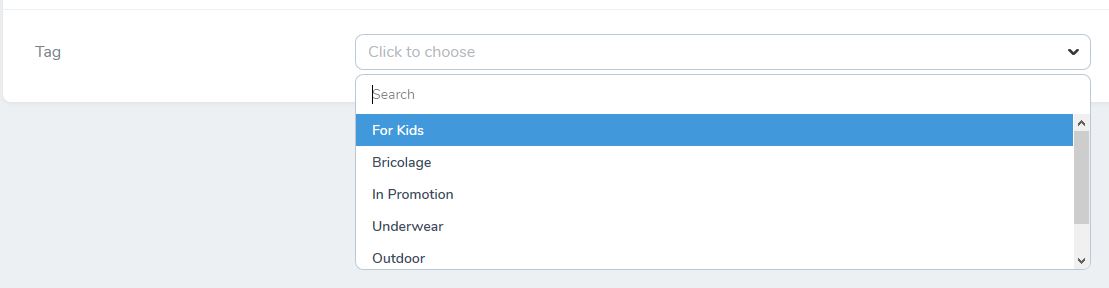 Tag
Click to choose
Search
For Kids
Bricolage
In Promotion
Underwear
Outdoor